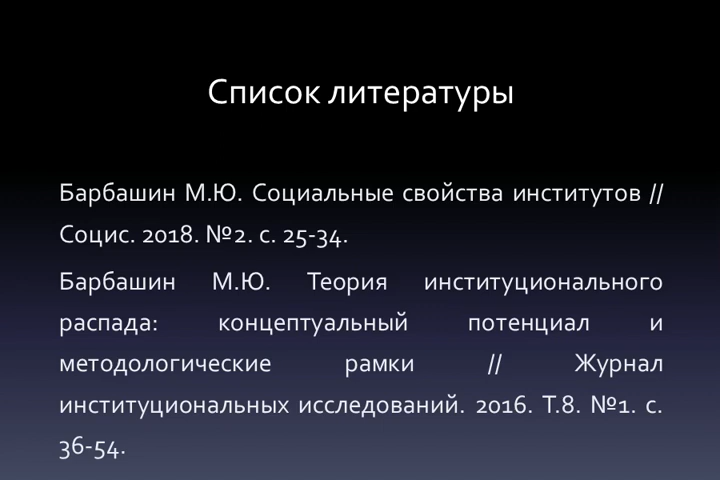 Список литературы
Барбашин М.Ю. Социальные свойства институтов //
Социс. 2018. №2. с. 25-34.
Барбашин М.Ю. Теория институционального
распада: концептуальный потенциал и
методологические рамки // Журнал
институциональных исследований. 2016. Т.8. №1. с.
36-54.